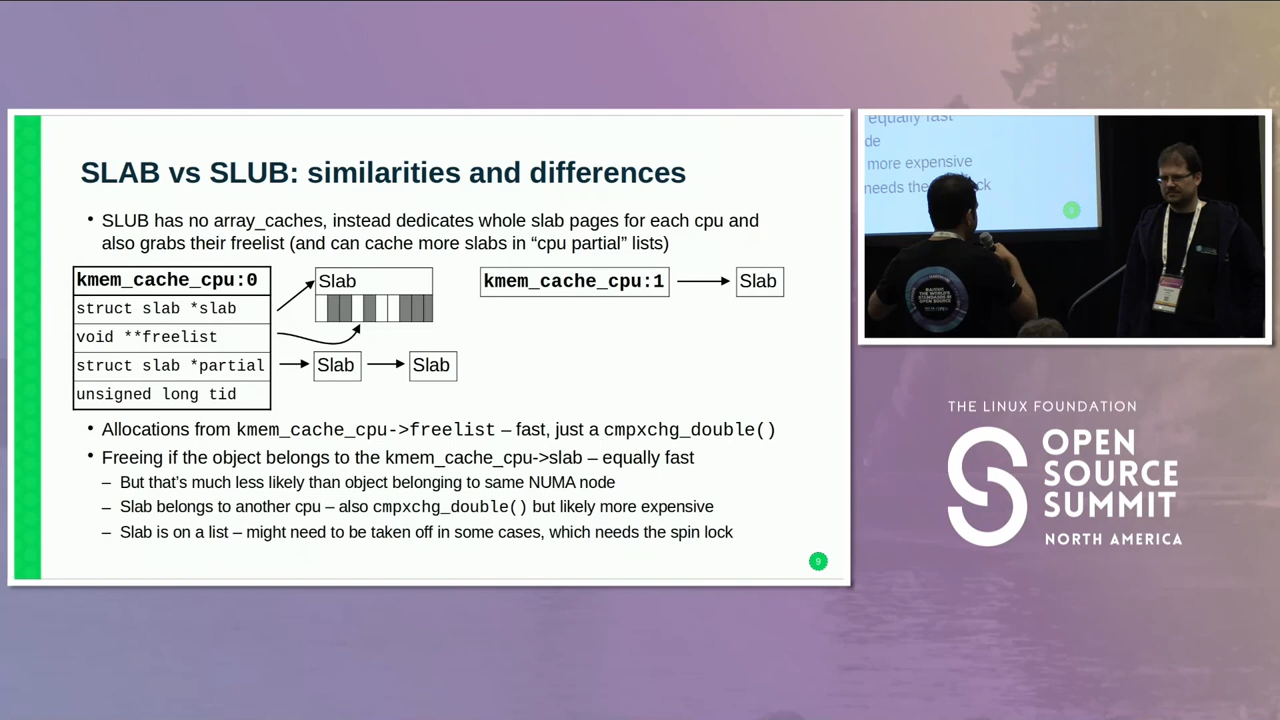 SLAB vs SLUB: similarities and differences
• SLUB has no array_caches, instead dedicates whole slab pages for each cpu and
also grabs their freelist (and can cache more slabs in “cpu partial” lists)
kmem_cache_cpu:0
struct slab *slab
void **freelist
struct slab *partial
unsigned long tid
Slab
Slab
Slab
kmem_cache_cpu:1
Slab
• Allocations from kmem_cache_cpu->freelist – fast, just a cmpxchg_double()
• Freeing if the object belongs to the kmem_cache_cpu->slab – equally fast
– But that’s much less likely than object belonging to same NUMA node
– Slab belongs to another cpu – also cmpxchg_double() but likely more expensive
– Slab is on a list – might need to be taken off in some cases, which needs the spin lock
9
equally fast
de
more expensive
needs the
ck
9
THE LINUX FOUNDATION
OPEN
SOURCE
SUMMIT
NORTH AMERICA